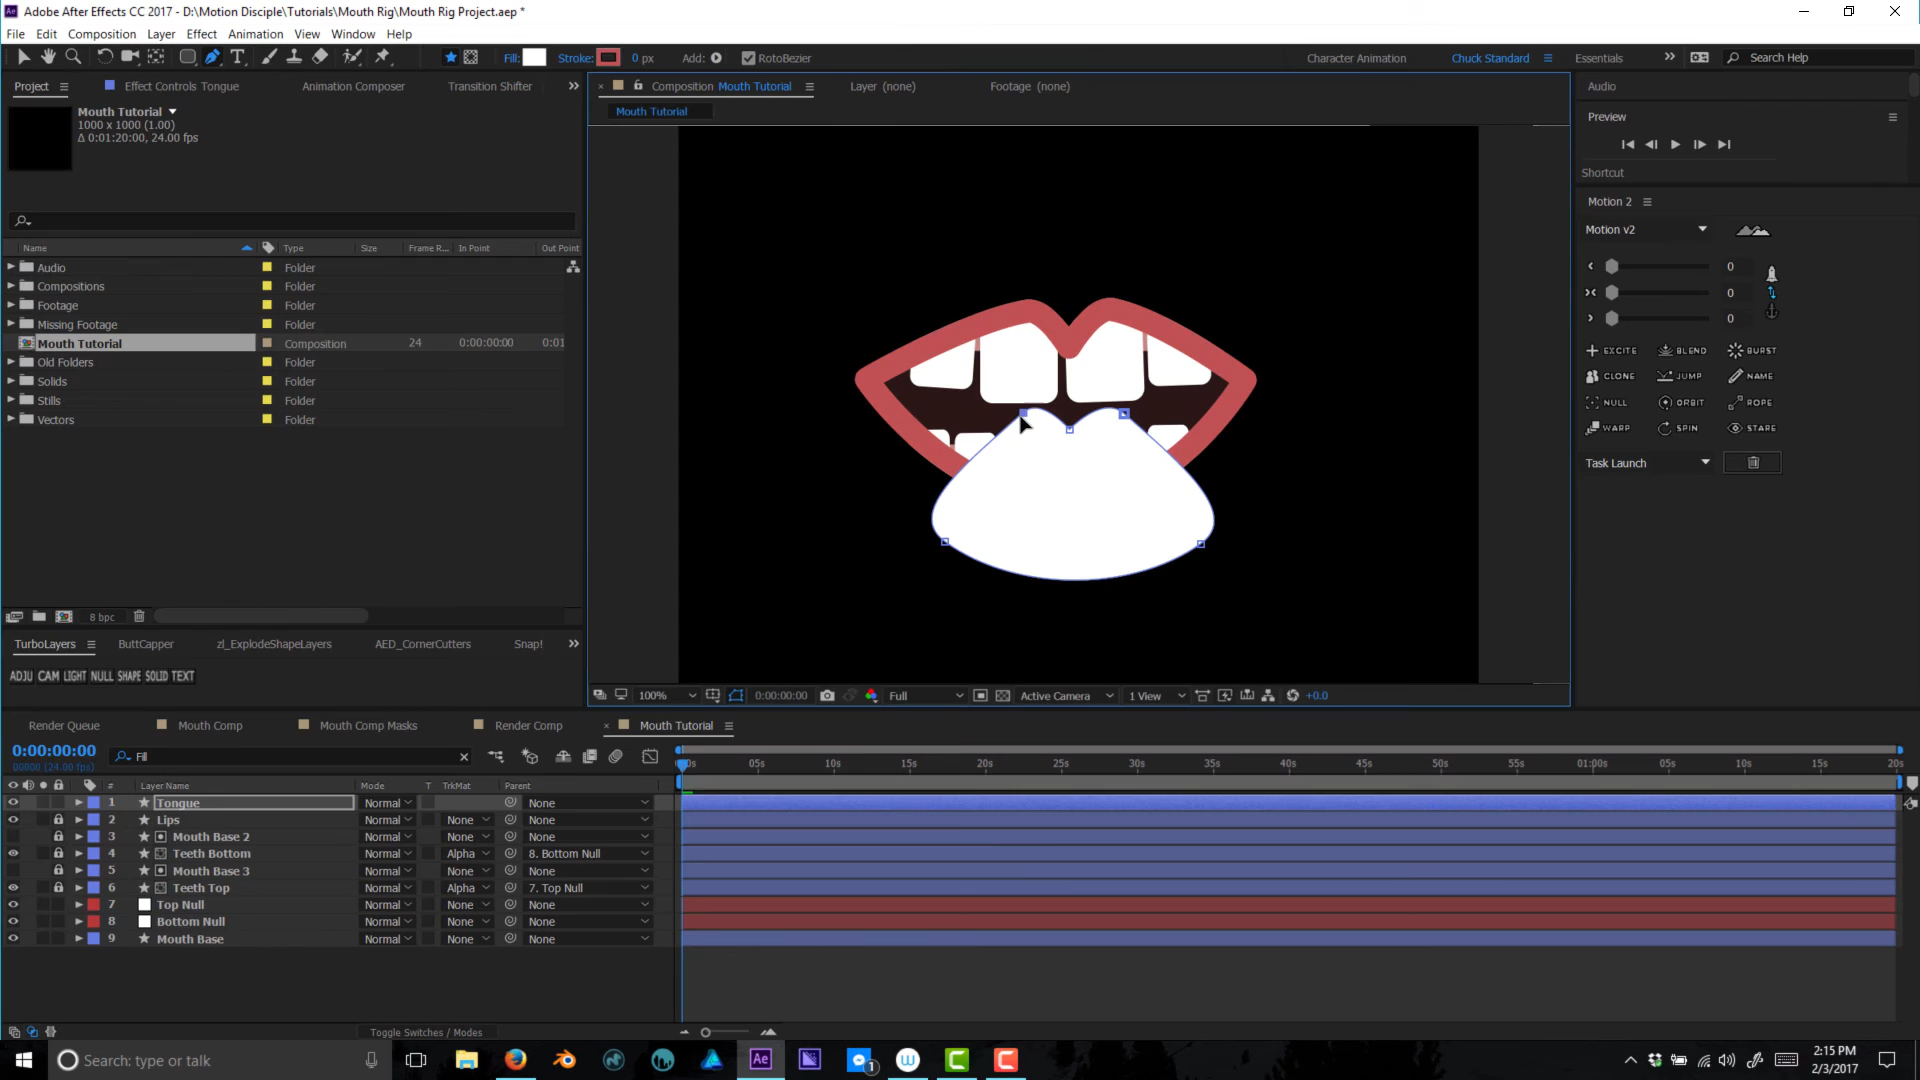 Adobe After Effects CC 2017 - D:\Motion Disciple\Tutorials\Mouth Rig\Mouth Rig Project.aep *
File Edit Composition Layer Effect Animation View Window Help
Fill: Stroke: 0 px Add: RotoBezier Character Animation Chuck Standard Essentials Search Help
Project Effect Controls Tongue Animation Composer Transition Shifter
Composition Mouth Tutorial Layer (none) Footage (none)
Audio
Mouth Tutorial
1000 x 1000 (1.00)
Δ 0:01:20:00, 24.00 fps
Mouth Tutorial
Preview
Shortcut
Motion 2
Motion v2
Name Type Size Frame R... In Point Out Point
Audio Folder
Compositions Folder
Footage Folder
Missing Footage Folder
Mouth Tutorial Composition 24 0:00:00:00 0:01
Old Folders Folder
Solids Folder
Stills Folder
Vectors Folder
0
0
0
EXCITE BLEND BURST
CLONE JUMP NAME
NULL ORBIT ROPE
WARP SPIN STARE
Task Launch
8 bpc
TurboLayers ButtCapper zl_ExplodeShapeLayers AED_CornerCutters Snap!
ADJU CAM LIGHT NULL SHAPE SOLID TEXT
100% 0:00:00:00 Full Active Camera 1 View +0.0
Render Queue Mouth Comp Mouth Comp Masks Render Comp Mouth Tutorial
0:00:00:00 Fill
00000 (24.00 fps)
05s 10s 15s 20s 25s 30s 35s 40s 45s 50s 55s 01:00s 05s 10s 15s 20s
# Layer Name Mode T TrkMat Parent
1 Tongue Normal None
2 Lips Normal None None
3 Mouth Base 2 Normal None None
4 Teeth Bottom Normal Alpha 8. Bottom Null
5 Mouth Base 3 Normal None None
6 Teeth Top Normal Alpha 7. Top Null
7 Top Null Normal None None
8 Bottom Null Normal None None
9 Mouth Base Normal None None
Toggle Switches / Modes
Search: type or talk
Ae
1
2:15 PM
2/3/2017